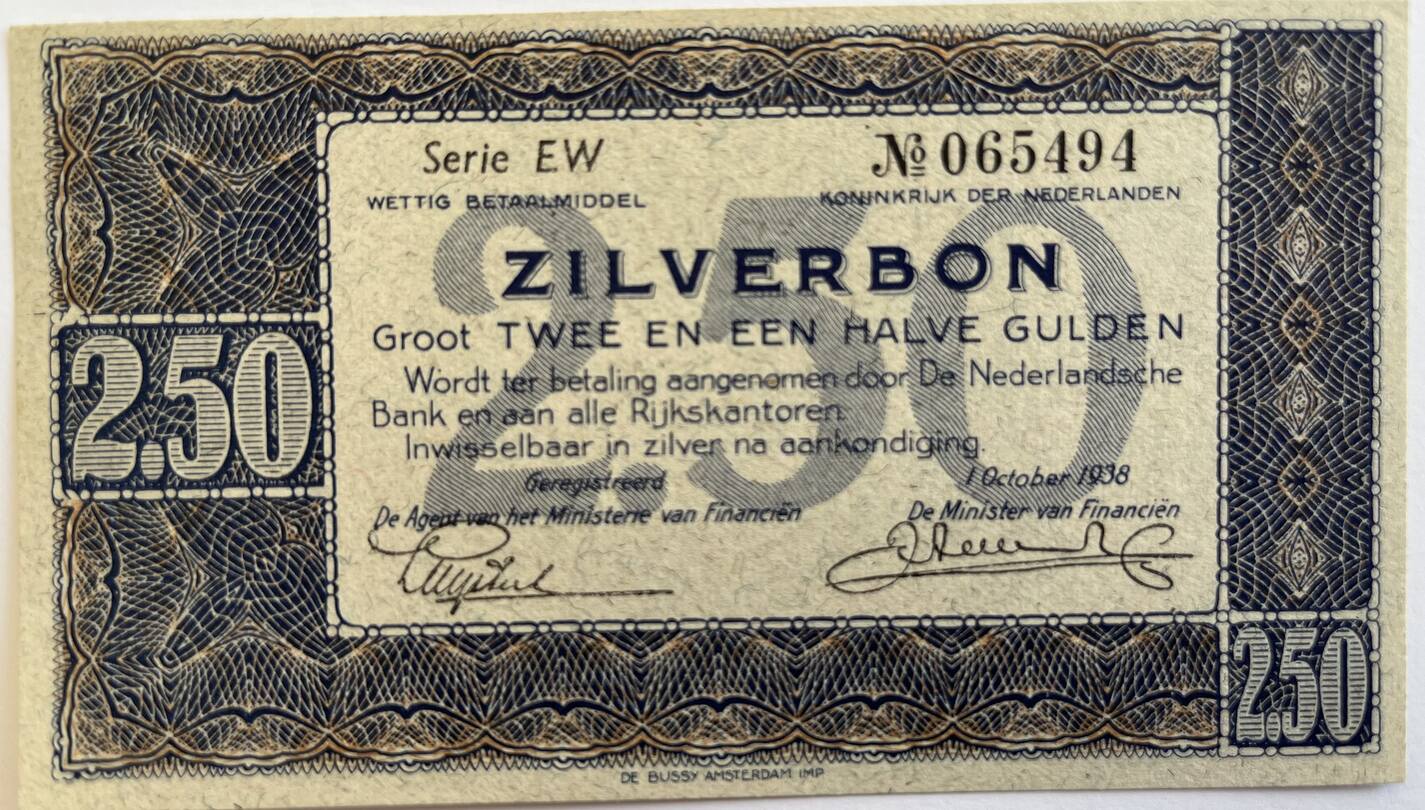 Serie EW
№ 065494
WETTIG BETAALMIDDEL
KONINKRIJK DER NEDERLANDEN
2.50
ZILVERBON
Groot TWEE EN EEN HALVE GULDEN
Wordt ter betaling aangenomen door De Nederlandsche
Bank en aan alle Rijkskantoren.
Inwisselbaar in zilver na aankondiging.
2.50
Geregistreerd
1 October 1938
De Agent van het Ministerie van Financiën
De Minister van Financiën
2.50
DE BUSSY AMSTERDAM IMP.